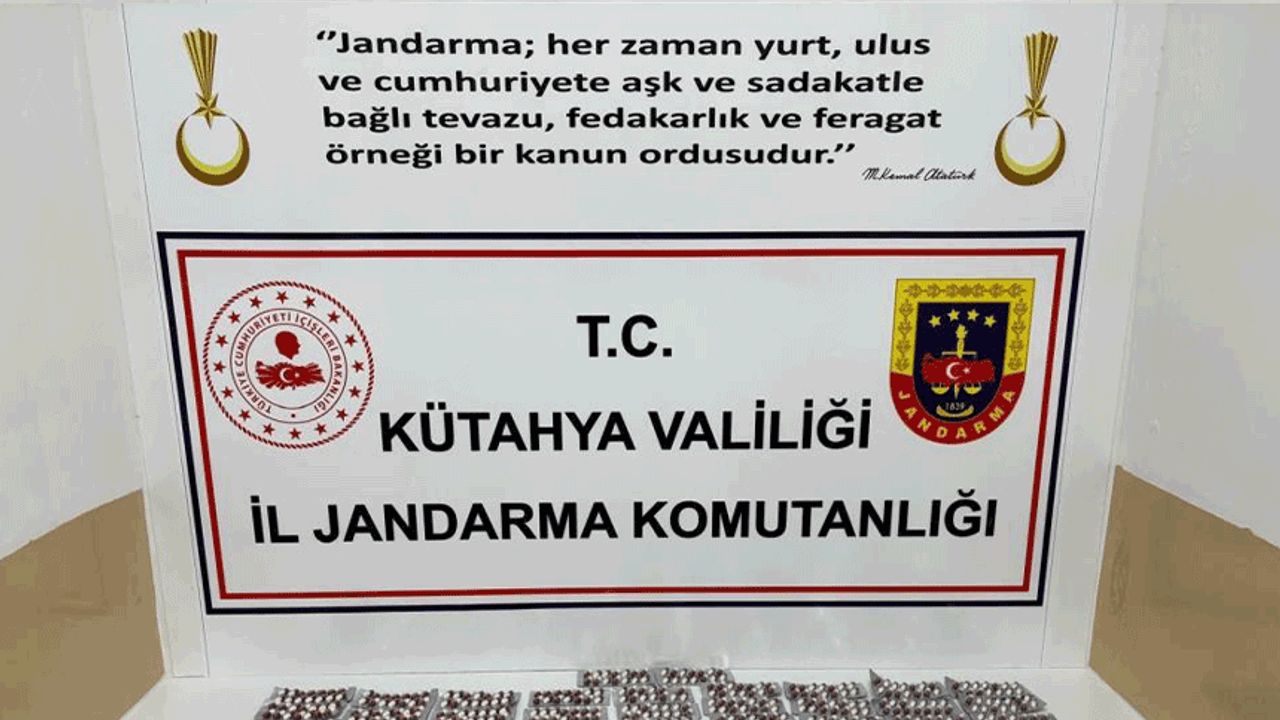 ‘’Jandarma; her zaman yurt, ulus
ve cumhuriyete aşk ve sadakatle
bağlı tevazu, fedakarlık ve feragat
örneği bir kanun ordusudur.’’
M.Kemal Atatürk
TÜRKİYE CUMHURİYETİ İÇİŞLERİ BAKANLIĞI
T.C.
KÜTAHYA VALİLİĞİ
İL JANDARMA KOMUTANLIĞI
1839
JANDARMA